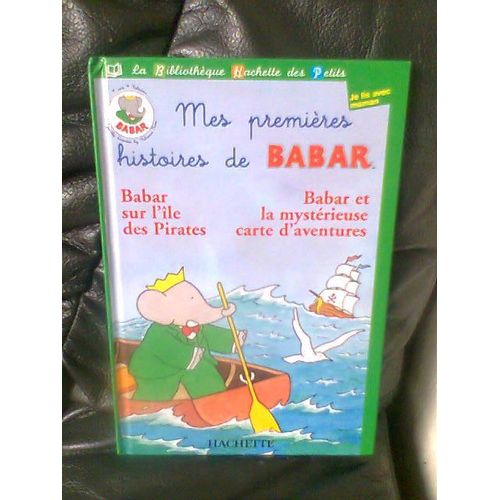 La Bibliothèque Hachette des Petits
Je lis avec
maman
BABAR
Mes premières
histoires de BABAR
Babar
sur l'île
des Pirates
Babar et
la mystérieuse
carte d'aventures
HACHETTE